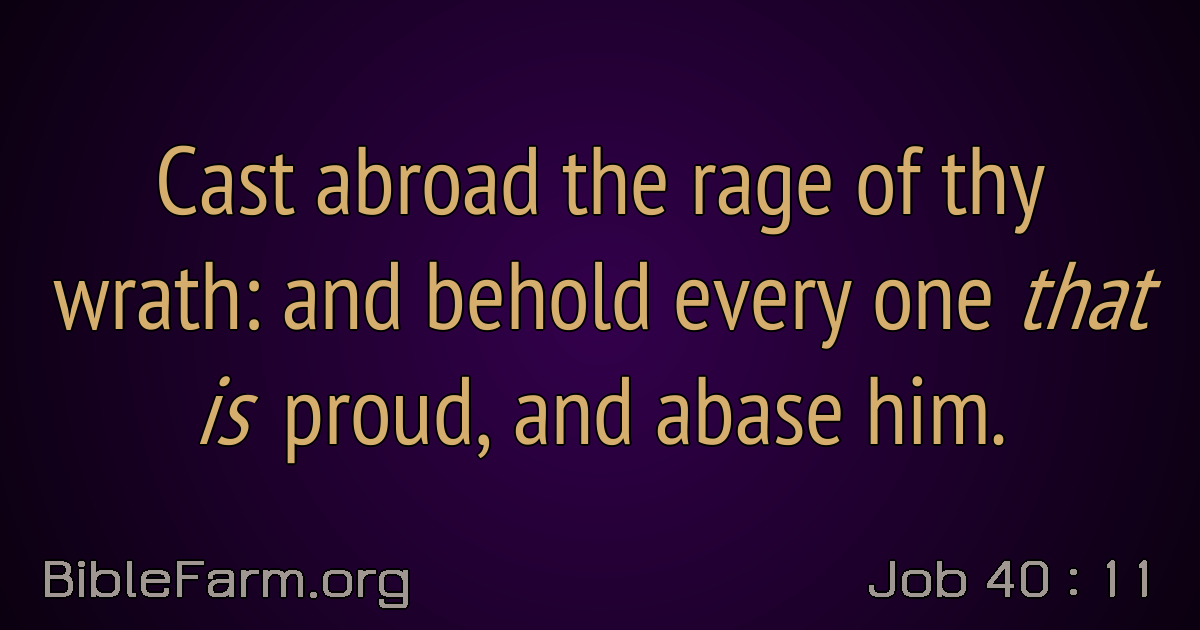 Cast abroad the rage of thy
wrath: and behold every one that
is proud, and abase him.
BibleFarm.org
Job 40 : 11